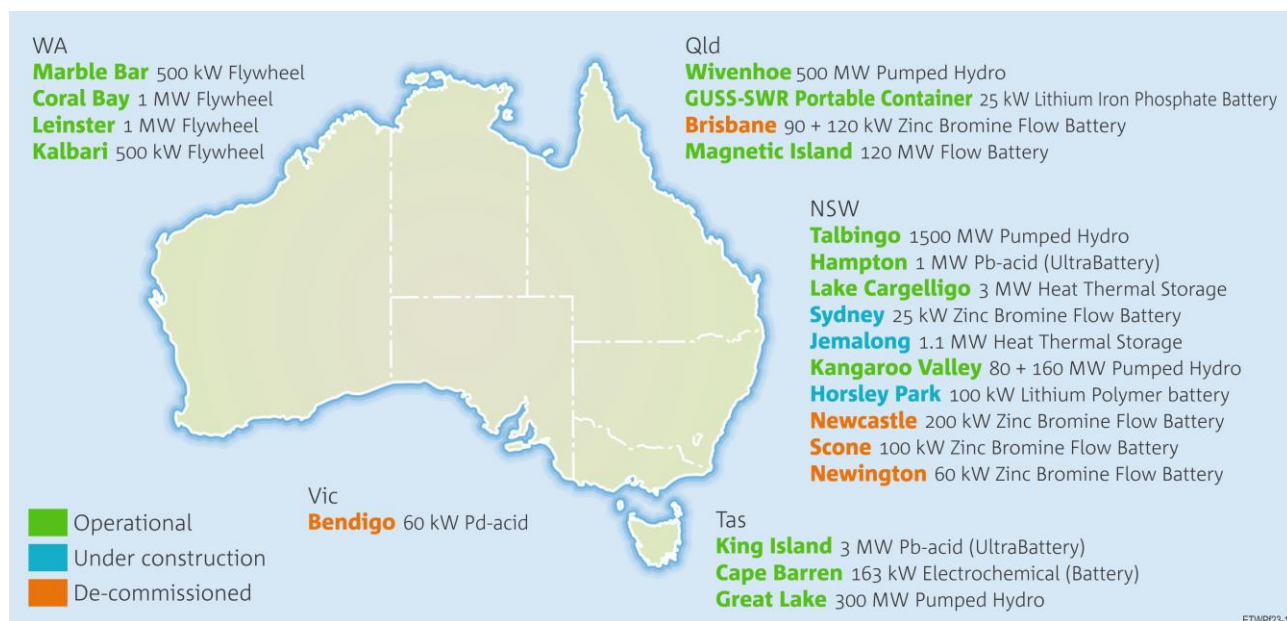 WA
Marble Bar 500 kW Flywheel
Coral Bay 1 MW Flywheel
Leinster 1 MW Flywheel
Kalbari 500 kW Flywheel
Qld
Wivenhoe 500 MW Pumped Hydro
GUSS-SWR Portable Container 25 kW Lithium Iron Phosphate Battery
Brisbane 90 + 120 kW Zinc Bromine Flow Battery
Magnetic Island 120 MW Flow Battery
NSW
Talbingo 1500 MW Pumped Hydro
Hampton 1 MW Pb-acid (UltraBattery)
Lake Cargelligo 3 MW Heat Thermal Storage
Sydney 25 kW Zinc Bromine Flow Battery
Jemalong 1.1 MW Heat Thermal Storage
Kangaroo Valley 80 + 160 MW Pumped Hydro
Horsley Park 100 kW Lithium Polymer battery
Newcastle 200 kW Zinc Bromine Flow Battery
Scone 100 kW Zinc Bromine Flow Battery
Newington 60 kW Zinc Bromine Flow Battery
Vic
Bendigo 60 kW Pd-acid
Tas
King Island 3 MW Pb-acid (UltraBattery)
Cape Barren 163 kW Electrochemical (Battery)
Great Lake 300 MW Pumped Hydro
Operational
Under construction
De-commissioned